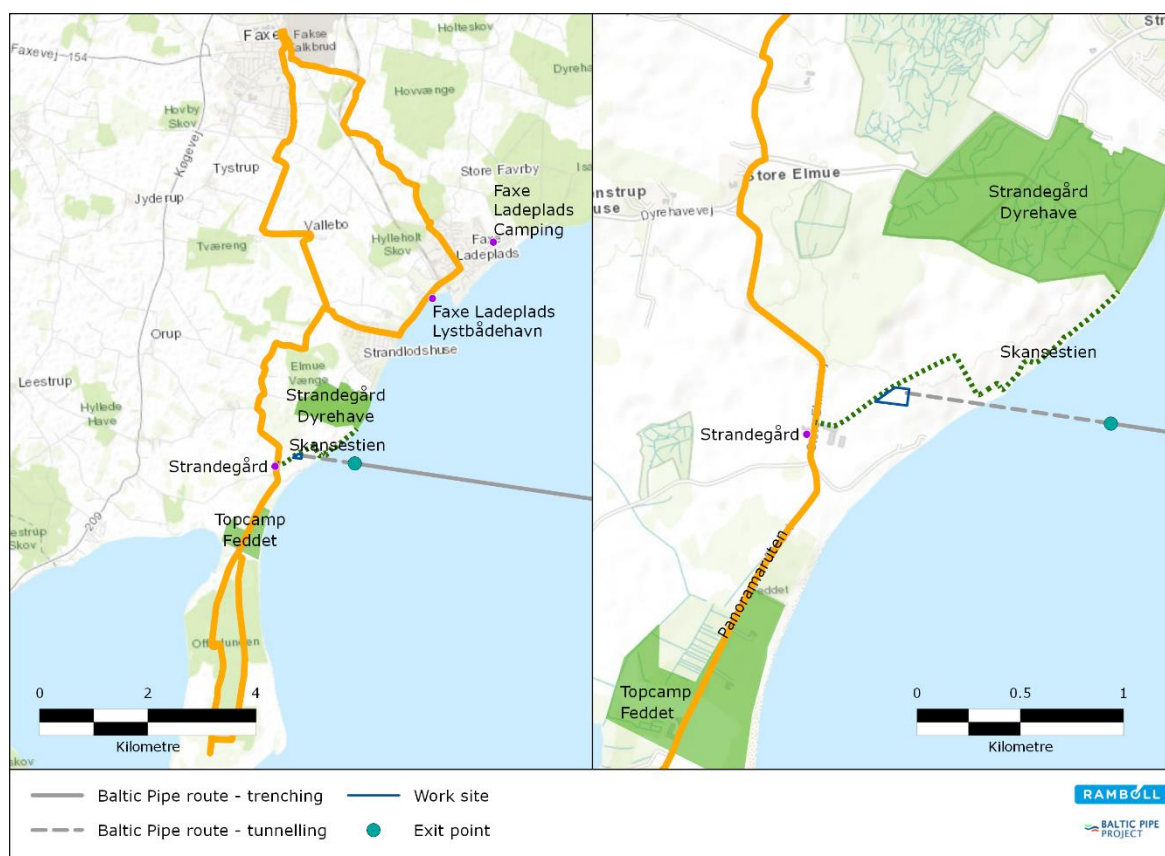 Faxe
Fakse
Kalkbrud
Holteskov
Faxevej-154
Hovvænge
Hovby
Skov
Køgevej
Tystrup
Store Favrby
Jyderup
Vallebo
Faxe
Ladeplads
Camping
Tværeng
Hylleholt
Skov
Faxe
Ladeplads
Faxe Ladeplads
Lystbådehavn
Orup
Strandlodshuse
Leestrup
Elmue
Vænge
Hyllede
Have
Strandegård
Dyrehave
Skansestien
Strandegård
209
Topcamp
Feddet
Skov
0 2 4
Kilometre
Store Elmue
Dyrehavevej
Strandegård
Dyrehave
Skansestien
Strandegård
Panoramaruten
Topcamp
Feddet
0 0.5 1
Kilometre
Baltic Pipe route - trenching
Work site
Baltic Pipe route - tunnelling
Exit point
RAMBOLL
BALTIC PIPE
PROJECT